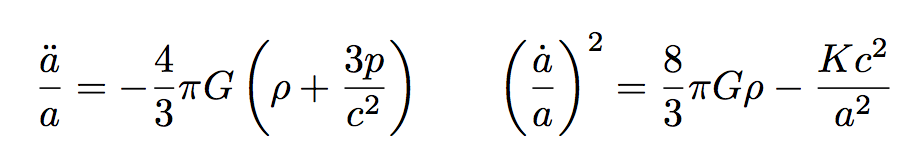 ä/a = −4/3 πG (ρ + 3p/c²)    (ȧ/a)² = 8/3 πGρ − Kc²/a²